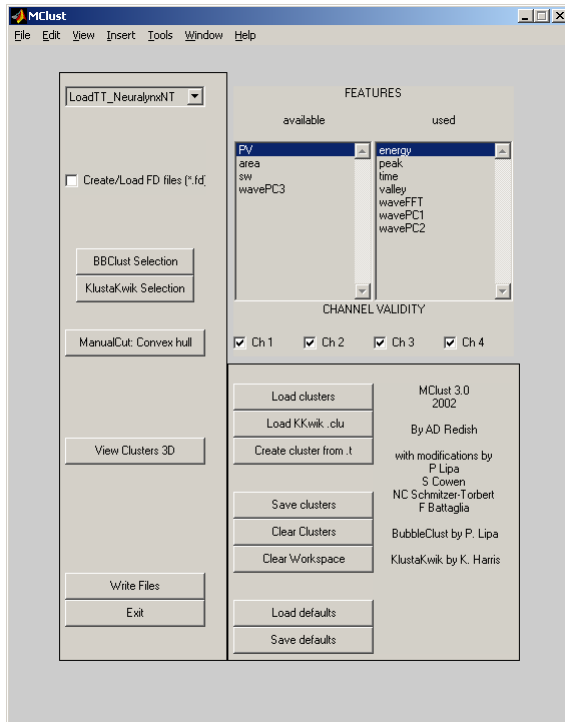 MClust
File Edit View Insert Tools Window Help
LoadTT_NeuralynxNT
Create/Load FD files (*.fd)
BBClust Selection
KlustaKwik Selection
ManualCut: Convex hull
View Clusters 3D
Write Files
Exit
FEATURES
available used
PV
area
sw
wavePC3
energy
peak
time
valley
waveFFT
wavePC1
wavePC2
CHANNEL VALIDITY
Ch 1 Ch 2 Ch 3 Ch 4
Load clusters
Load KKwik .clu
Create cluster from .t
Save clusters
Clear Clusters
Clear Workspace
Load defaults
Save defaults
MClust 3.0
2002
By AD Redish
with modifications by
P Lipa
S Cowen
NC Schmitzer-Torbert
F Battaglia
BubbleClust by P. Lipa
KlustaKwik by K. Harris